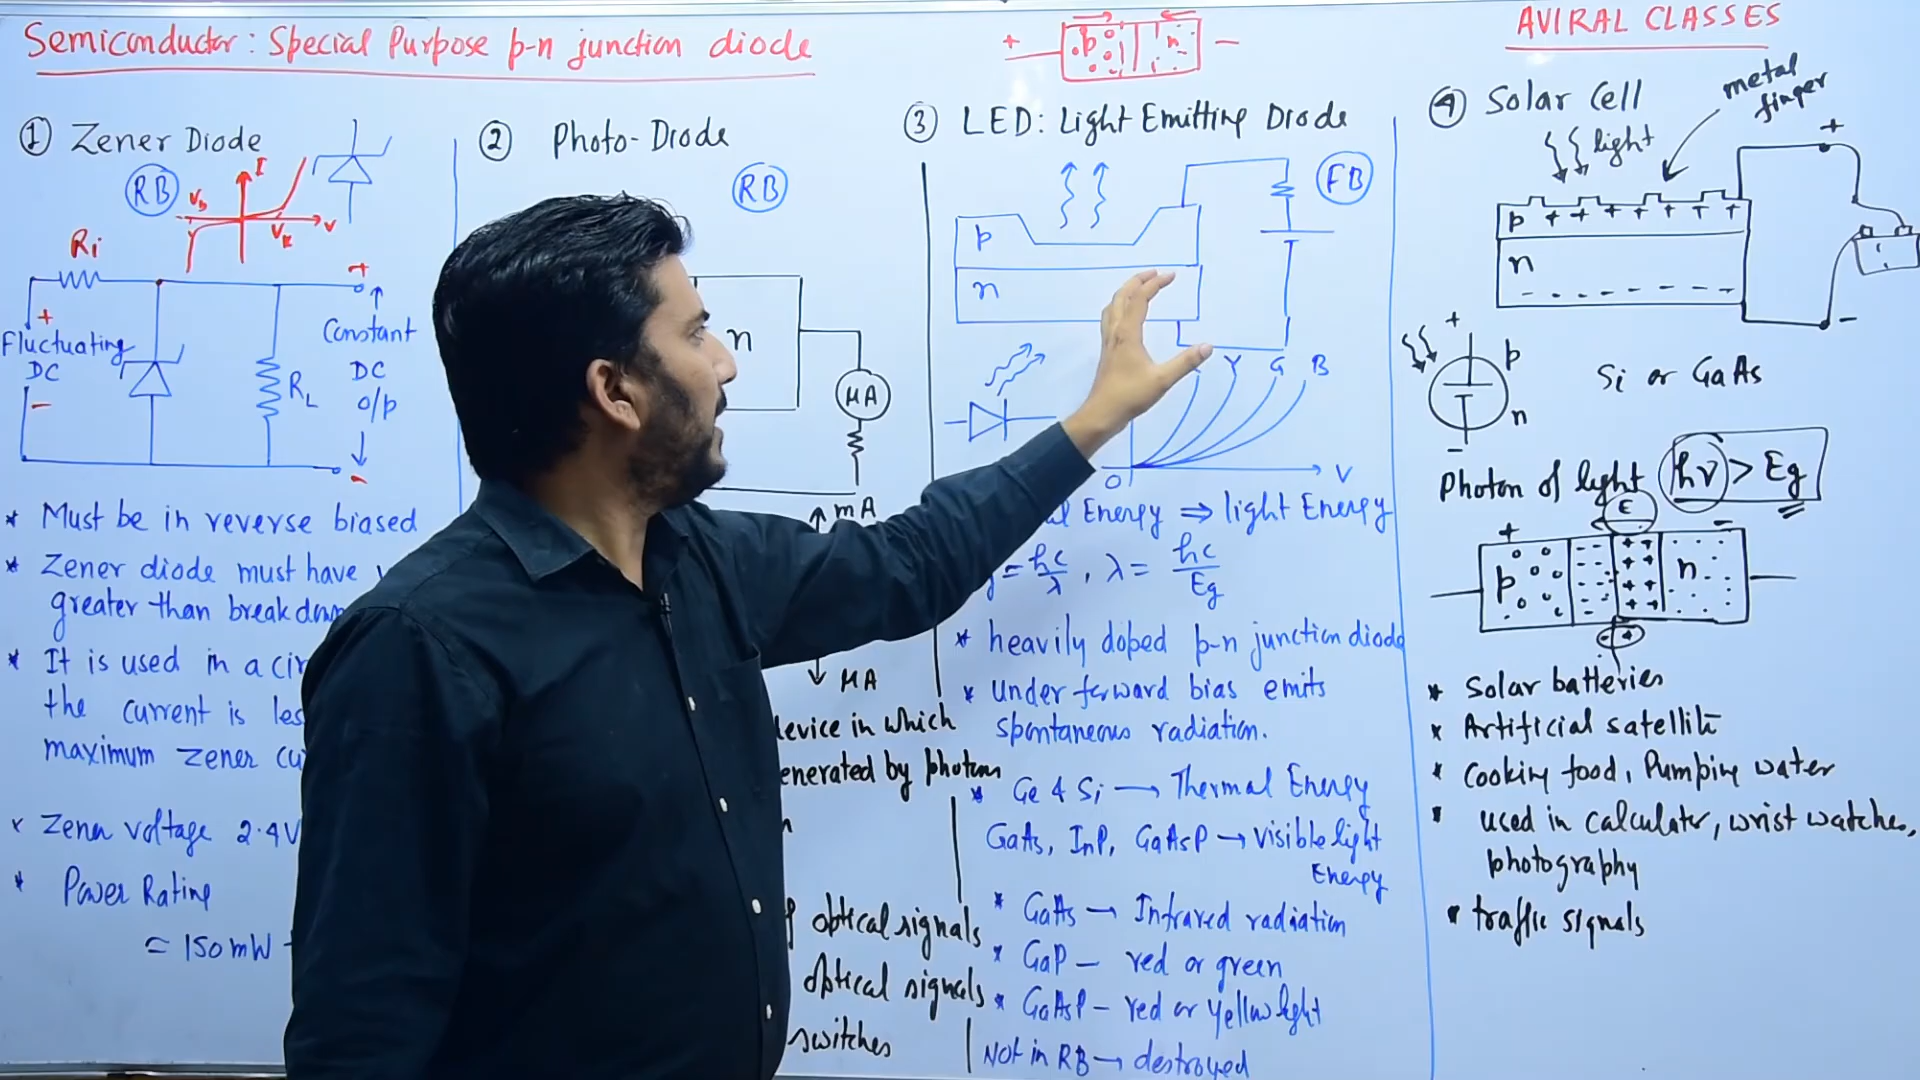 Semiconductor: Special Purpose p-n junction diode
+ p n −
AVIRAL CLASSES
① Zener Diode
RB
I
Vb
Vk
V
Ri
+
Fluctuating
DC
−
RL
+
Constant
DC
o/p
−
* Must be in reverse biased
* Zener diode must have
greater than breakdown
* It is used in a
the current is
maximum zener
* Zener voltage 2.4V
* Power Rating
= 150mW
② Photo-Diode
RB
n
μA
mA
μA
device in which
generated by photons
optical signals
optical signals
switches
③ LED: Light Emitting Diode
FB
p
n
Y G B
O
V
Energy ⇒ light Energy
= hc/λ , λ = hc/Eg
* heavily doped p-n junction diode
* Under forward bias emits
spontaneous radiation.
* Ge & Si → Thermal Energy
GaAs, InP, GaAsP → visible light
Energy
* GaAs → Infrared radiation
* GaP − red or green
* GaAsP − red or yellow light
Not in RB → destroyed
④ Solar Cell
metal
finger
light
+
p + + + + + +
n
− − − − − − −
−
+
p
n
−
Si or GaAs
Photon of light hν > Eg
E
+ −
p n
* Solar batteries
* Artificial satellite
* Cooking food, Pumping water
* used in calculator, wrist watches,
photography
* traffic signals